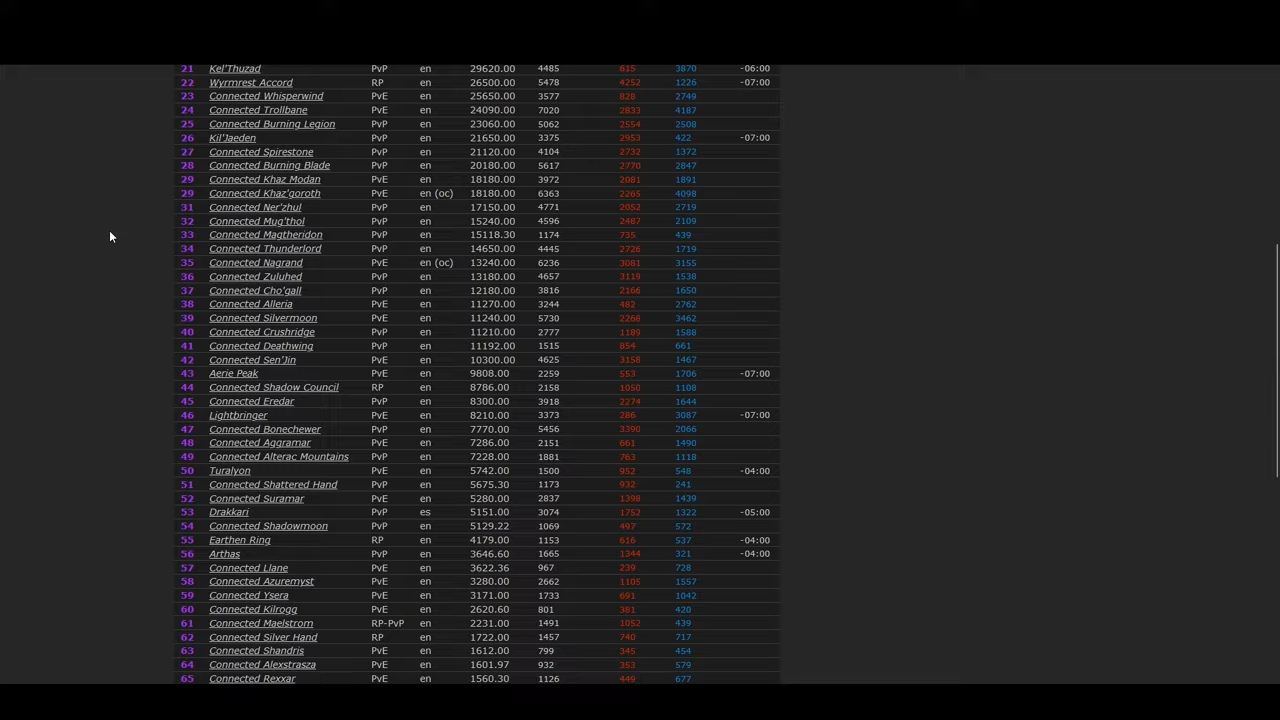 21 Kel'Thuzad PvP en 29620.00 4485 615 3870 -06:00
22 Wyrmrest Accord RP en 26500.00 5478 4252 1226 -07:00
23 Connected Whisperwind PvE en 25650.00 3577 828 2749
24 Connected Trollbane PvE en 24090.00 7020 2833 4187
25 Connected Burning Legion PvP en 23060.00 5062 2554 2508
26 Kil'Jaeden PvP en 21650.00 3375 2953 422 -07:00
27 Connected Spirestone PvP en 21120.00 4104 2732 1372
28 Connected Burning Blade PvP en 20180.00 5617 2770 2847
29 Connected Khaz Modan PvE en 18180.00 3972 2081 1891
29 Connected Khaz'goroth PvE en (oc) 18180.00 6363 2265 4098
31 Connected Ner'zhul PvP en 17150.00 4771 2052 2719
32 Connected Mug'thol PvP en 15240.00 4596 2487 2109
33 Connected Magtheridon PvP en 15118.30 1174 735 439
34 Connected Thunderlord PvP en 14650.00 4445 2726 1719
35 Connected Nagrand PvE en (oc) 13240.00 6236 3081 3155
36 Connected Zuluhed PvP en 13180.00 4657 3119 1538
37 Connected Cho'gall PvP en 12180.00 3816 2166 1650
38 Connected Alleria PvE en 11270.00 3244 482 2762
39 Connected Silvermoon PvE en 11240.00 5730 2268 3462
40 Connected Crushridge PvP en 11210.00 2777 1189 1588
41 Connected Deathwing PvP en 11192.00 1515 854 661
42 Connected Sen'Jin PvE en 10300.00 4625 3158 1467
43 Aerie Peak PvE en 9808.00 2259 553 1706 -07:00
44 Connected Shadow Council RP en 8786.00 2158 1050 1108
45 Connected Eredar PvP en 8300.00 3918 2274 1644
46 Lightbringer PvE en 8210.00 3373 286 3087 -07:00
47 Connected Bonechewer PvP en 7770.00 5456 3390 2066
48 Connected Aggramar PvE en 7286.00 2151 661 1490
49 Connected Alterac Mountains PvP en 7228.00 1881 763 1118
50 Turalyon PvE en 5742.00 1500 952 548 -04:00
51 Connected Shattered Hand PvP en 5675.30 1173 932 241
52 Connected Suramar PvE en 5280.00 2837 1398 1439
53 Drakkari PvP es 5151.00 3074 1752 1322 -05:00
54 Connected Shadowmoon PvP en 5129.22 1069 497 572
55 Earthen Ring RP en 4179.00 1153 616 537 -04:00
56 Arthas PvP en 3646.60 1665 1344 321 -04:00
57 Connected Llane PvE en 3622.36 967 239 728
58 Connected Azuremyst PvE en 3280.00 2662 1105 1557
59 Connected Ysera PvE en 3171.00 1733 691 1042
60 Connected Kilrogg PvE en 2620.60 801 381 420
61 Connected Maelstrom RP-PvP en 2231.00 1491 1052 439
62 Connected Silver Hand RP en 1722.00 1457 740 717
63 Connected Shandris PvE en 1612.00 799 345 454
64 Connected Alexstrasza PvE en 1601.97 932 353 579
65 Connected Rexxar PvE en 1560.30 1126 449 677